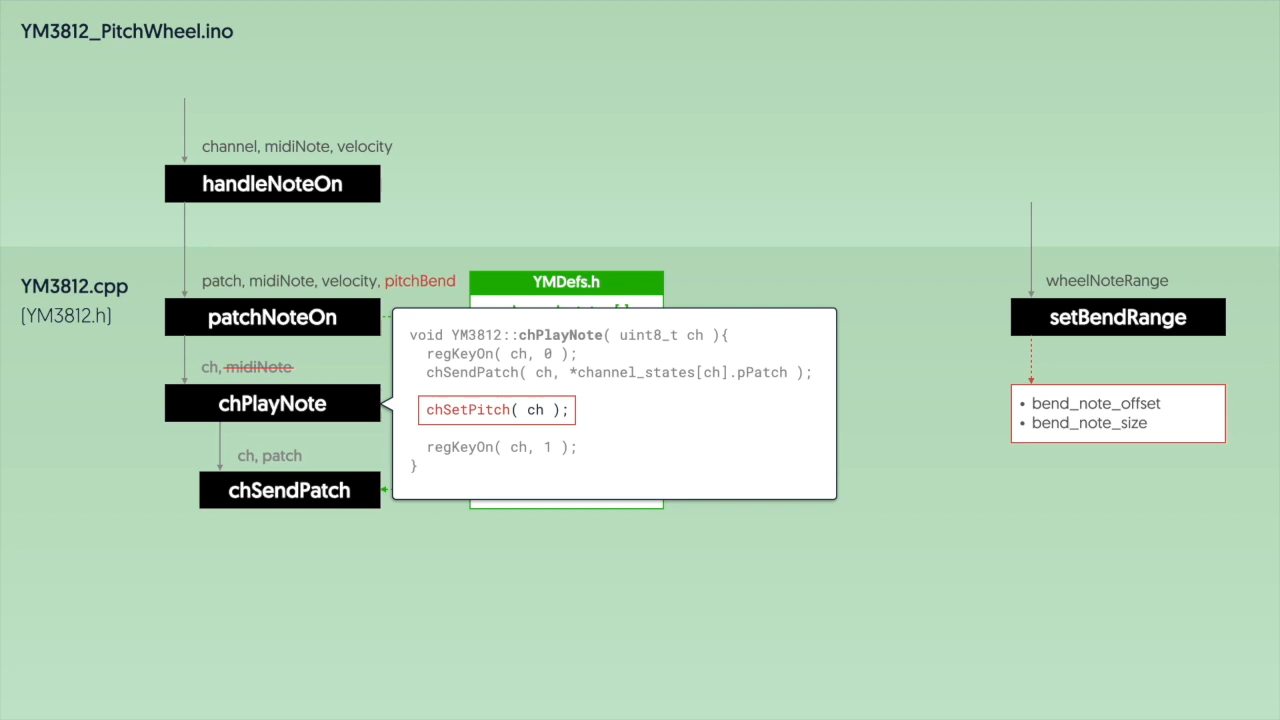 YM3812_PitchWheel.ino
channel, midiNote, velocity
handleNoteOn
YM3812.cpp
[YM3812.h]
patch, midiNote, velocity, pitchBend
patchNoteOn
ch, midiNote
chPlayNote
ch, patch
chSendPatch
YMDefs.h
void YM3812::chPlayNote( uint8_t ch ){
regKeyOn( ch, 0 );
chSendPatch( ch, *channel_states[ch].pPatch );
chSetPitch( ch );
regKeyOn( ch, 1 );
}
wheelNoteRange
setBendRange
• bend_note_offset
• bend_note_size